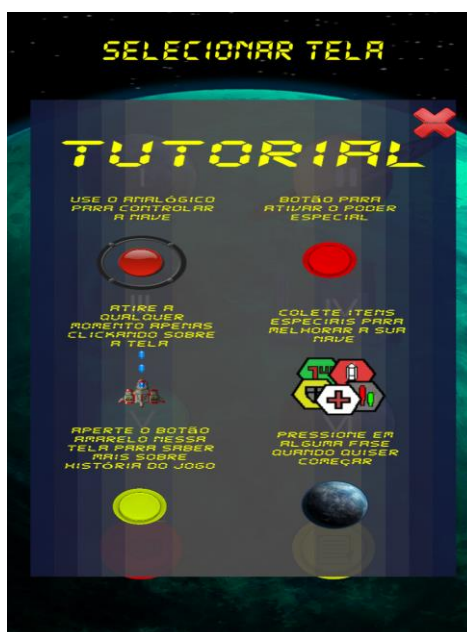 SELECIONAR TELA
TUTORIAL
USE O ANALÓGICO
PARA CONTROLAR
A NAVE
BOTÃO PARA
ATIVAR O PODER
ESPECIAL
ATIRE A
QUALQUER
MOMENTO APENAS
CLICKANDO SOBRE
A TELA
COLETE ITENS
ESPECIAIS PARA
MELHORAR A SUA
NAVE
APERTE O BOTÃO
AMARELO NESSA
TELA PARA SABER
MAIS SOBRE
HISTÓRIA DO JOGO
PRESSIONE EM
ALGUMA FASE
QUANDO QUISER
COMEÇAR